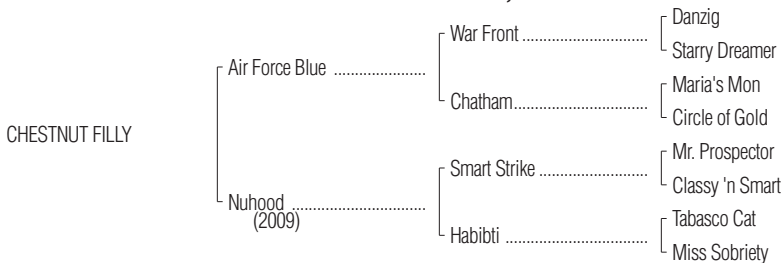 Danzig
War Front ..................................
Starry Dreamer
Air Force Blue .........................
Maria's Mon
Chatham....................................
Circle of Gold
CHESTNUT FILLY
Mr. Prospector
Smart Strike .............................
Classy 'n Smart
Nuhood ....................................
(2009)
Tabasco Cat
Habibti ......................................
Miss Sobriety